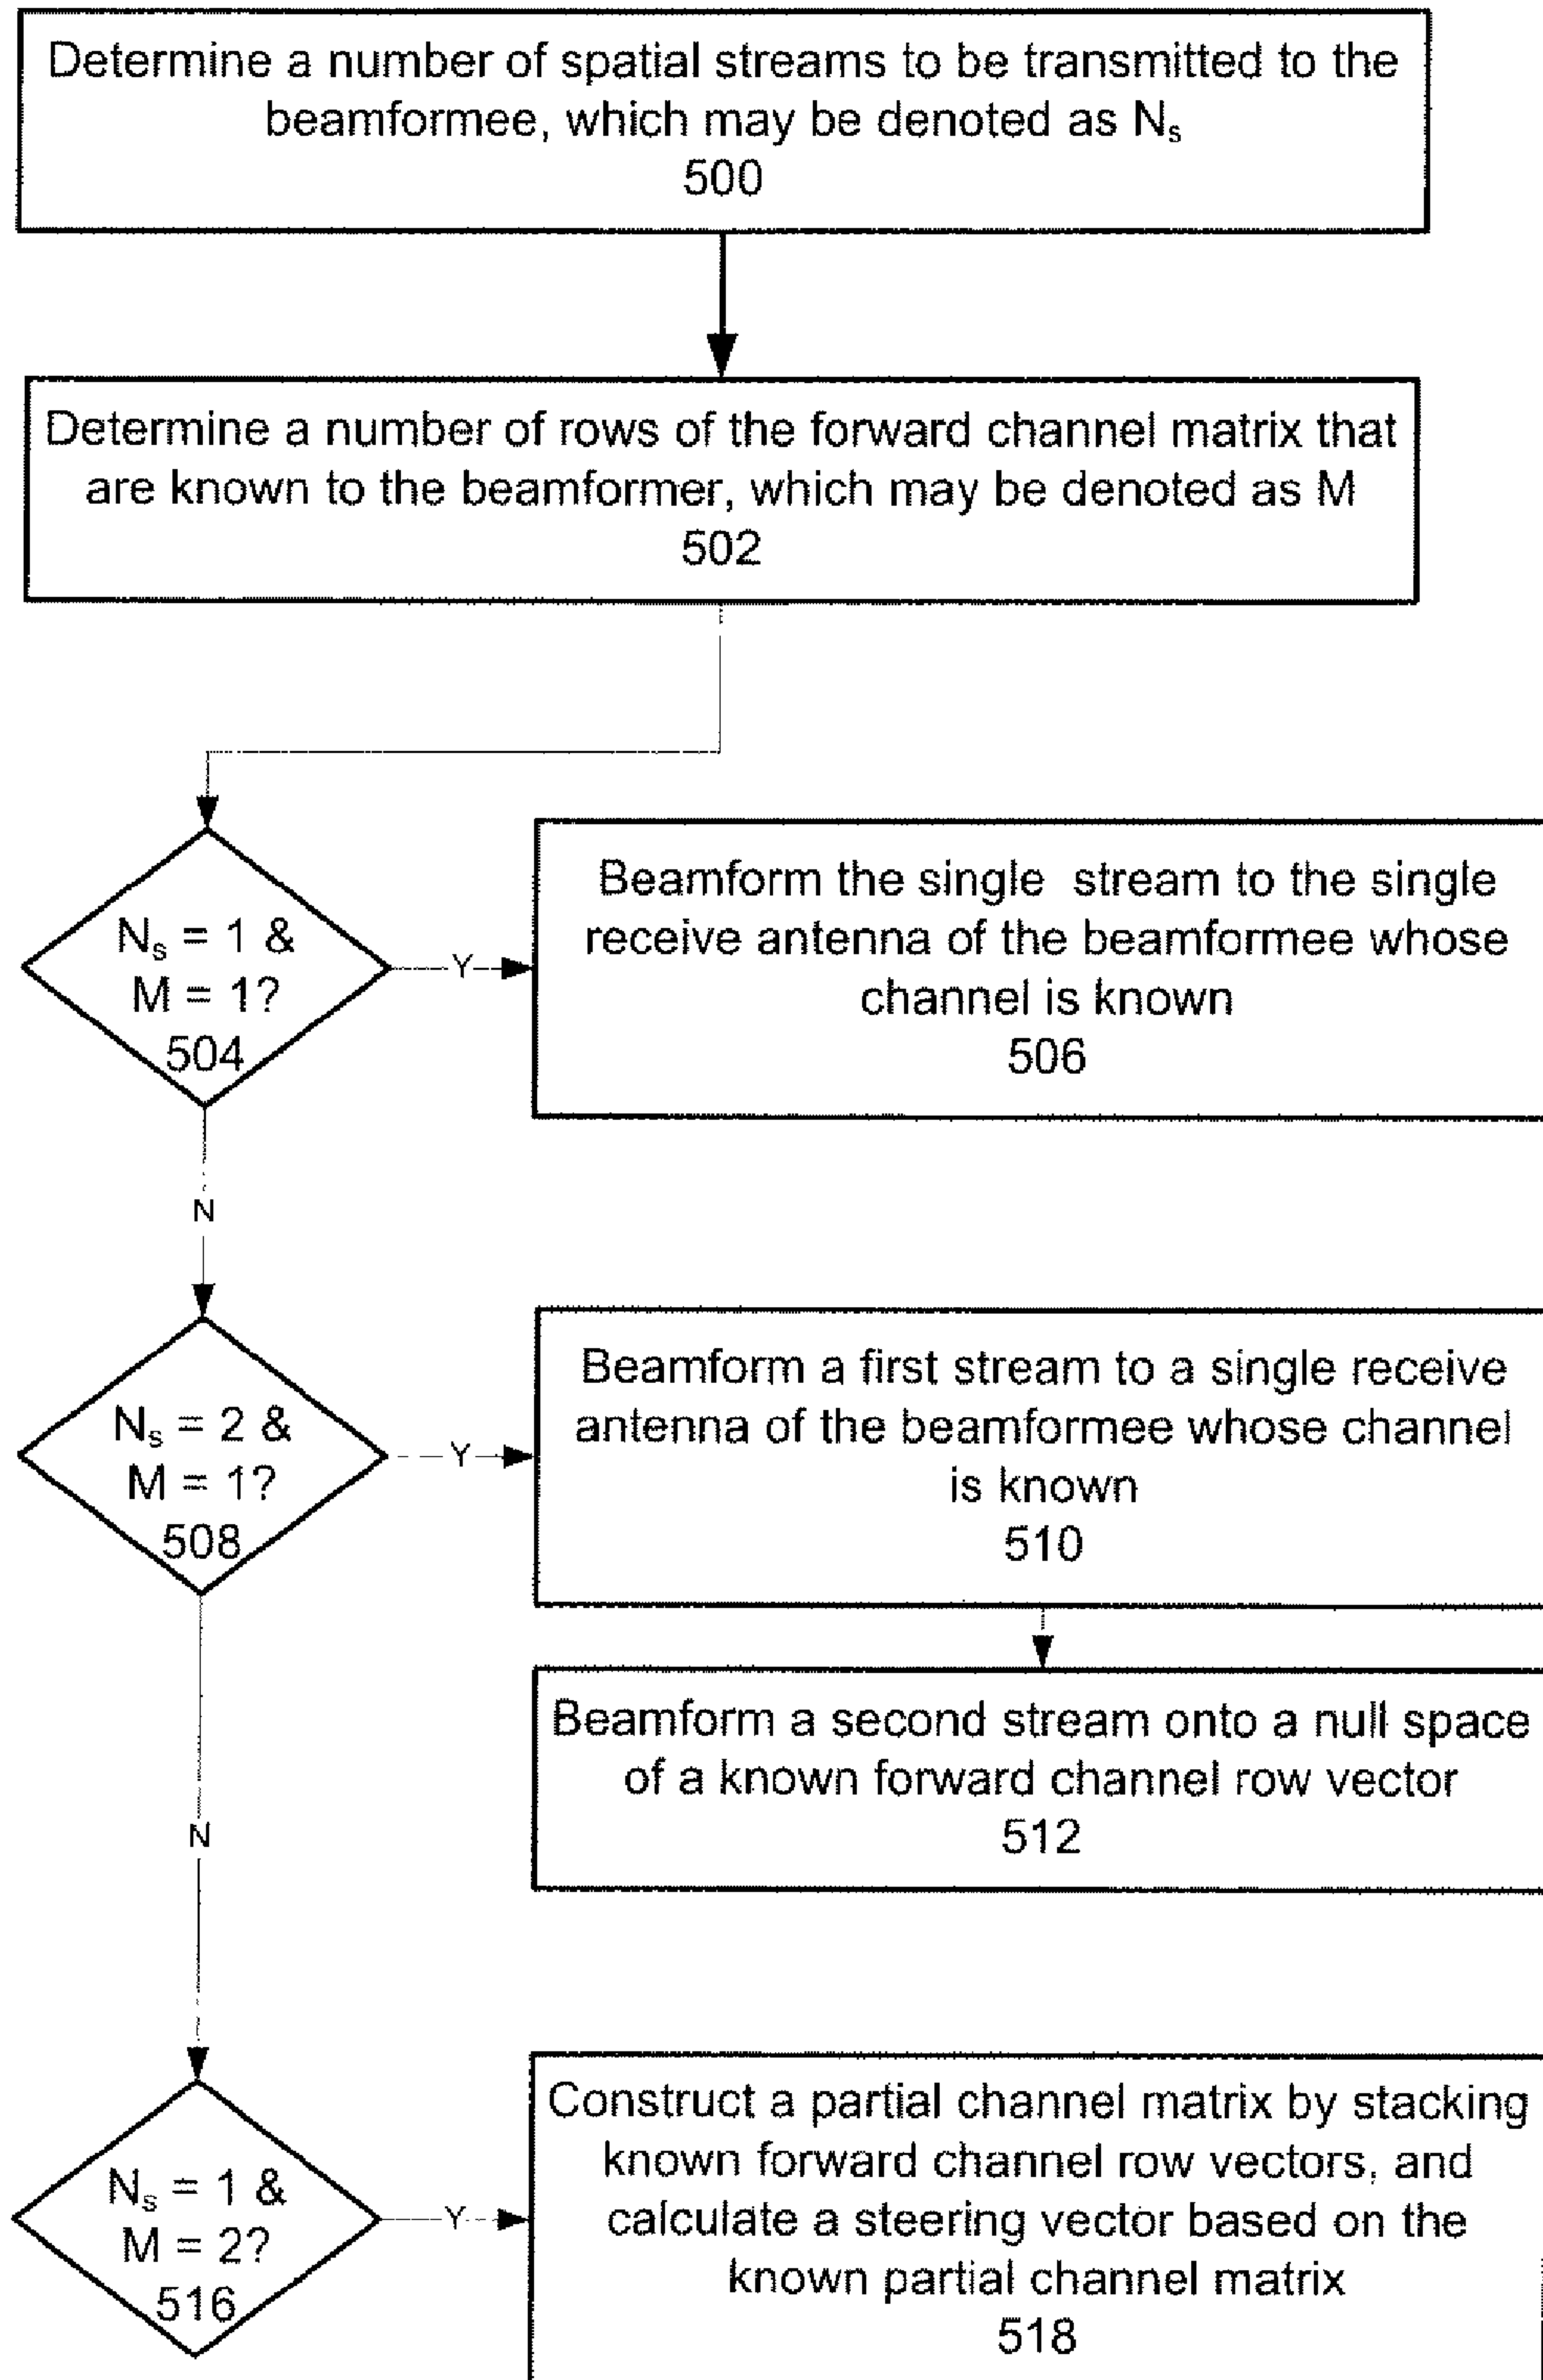 Determine a number of spatial streams to be transmitted to the
beamformee, which may be denoted as Nₛ
500
Determine a number of rows of the forward channel matrix that
are known to the beamformer, which may be denoted as M
502
Nₛ = 1 &
M = 1?
504
Y
Beamform the single stream to the single
receive antenna of the beamformee whose
channel is known
506
N
Nₛ = 2 &
M = 1?
508
Y
Beamform a first stream to a single receive
antenna of the beamformee whose channel
is known
510
Beamform a second stream onto a null space
of a known forward channel row vector
512
N
Nₛ = 1 &
M = 2?
516
Y
Construct a partial channel matrix by stacking
known forward channel row vectors, and
calculate a steering vector based on the
known partial channel matrix
518